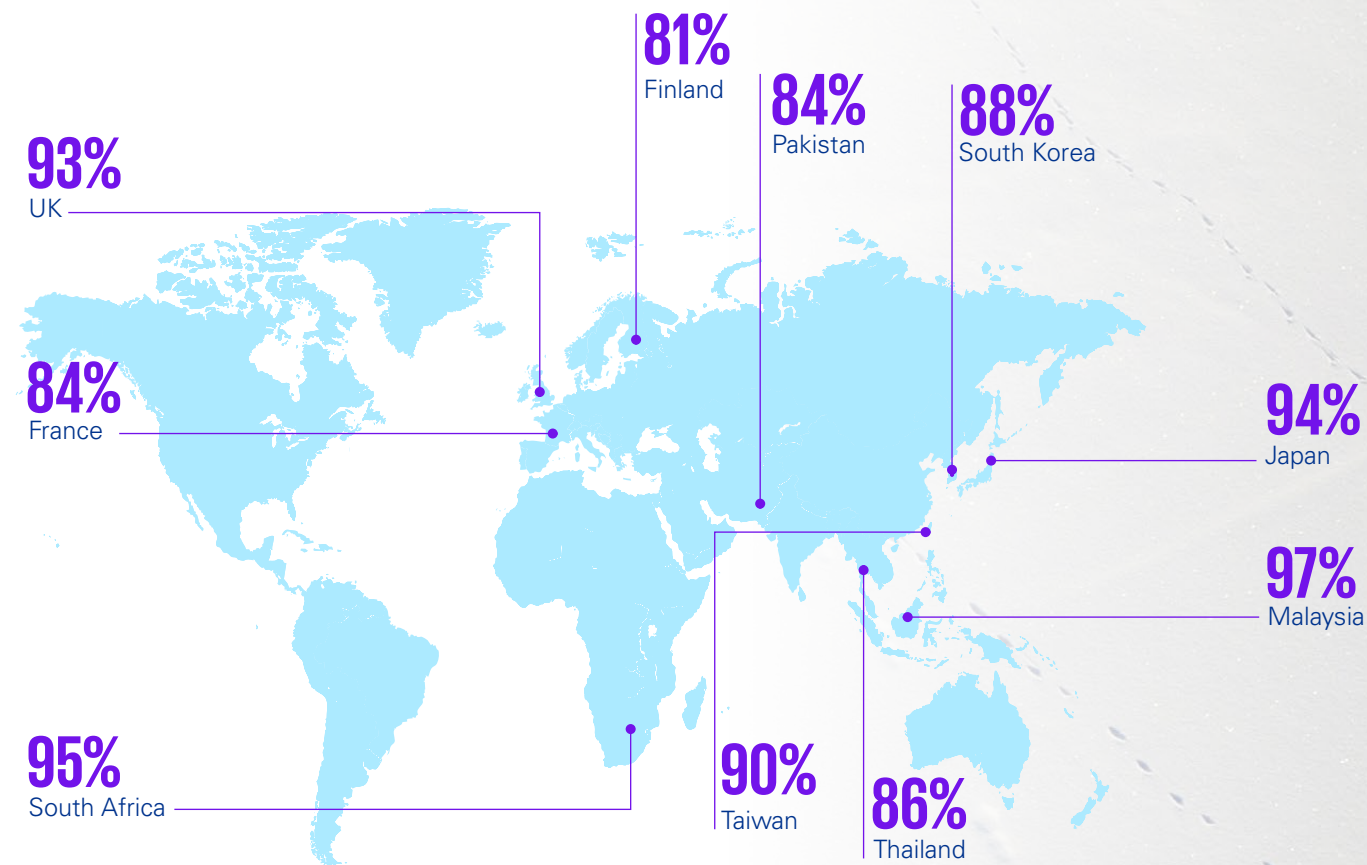 81%
Finland
84%
Pakistan
88%
South Korea
93%
UK
84%
France
94%
Japan
97%
Malaysia
95%
South Africa
90%
Taiwan
86%
Thailand